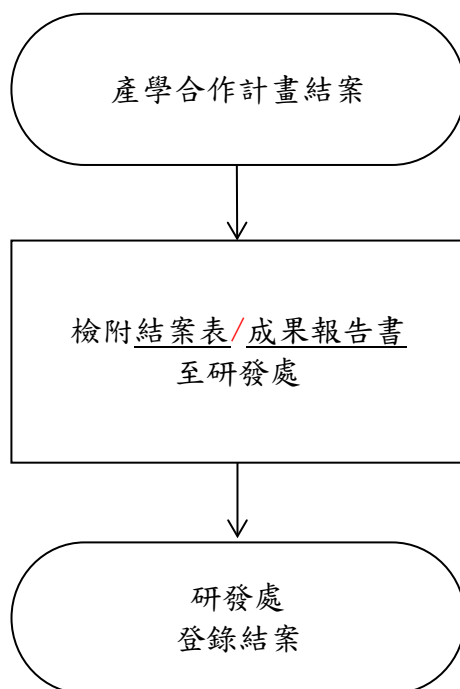 產學合作計畫結案
檢附結案表/成果報告書
至研發處
研發處
登錄結案